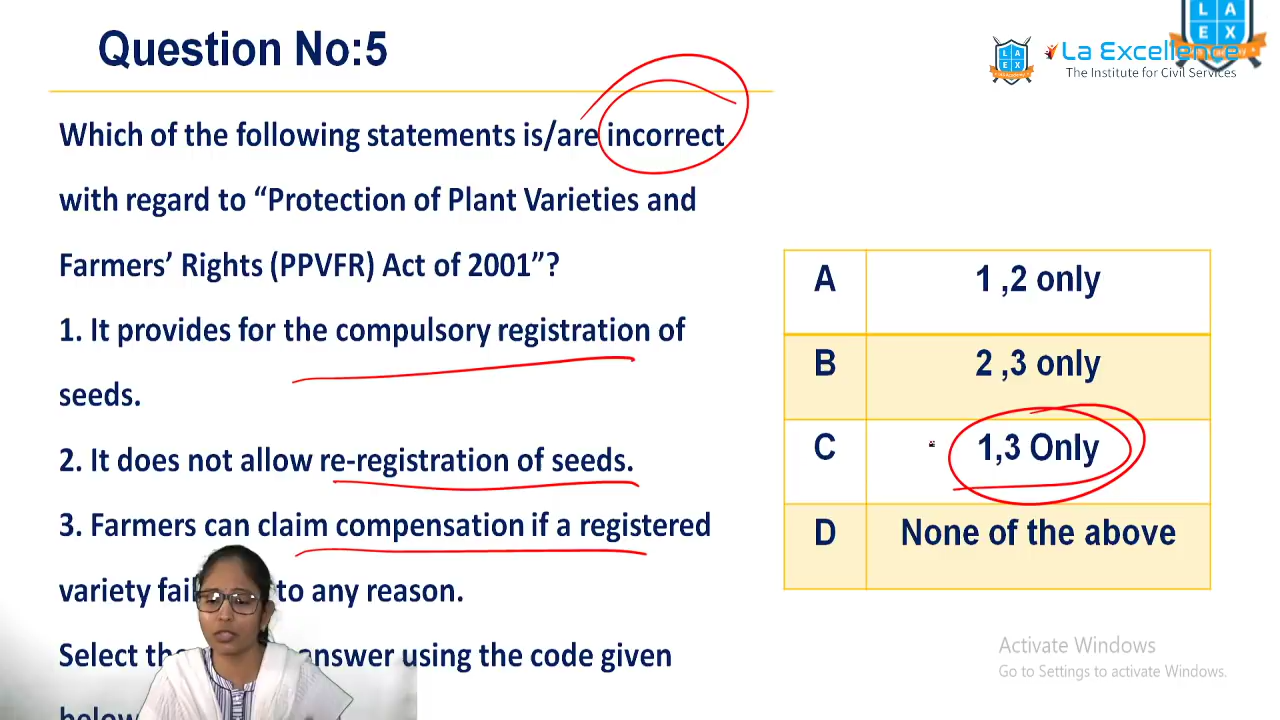 Question No:5
La Excellence
The Institute for Civil Services
Which of the following statements is/are incorrect
with regard to “Protection of Plant Varieties and
Farmers’ Rights (PPVFR) Act of 2001”?
1. It provides for the compulsory registration of
seeds.
2. It does not allow re-registration of seeds.
3. Farmers can claim compensation if a registered
variety to any reason.
Select answer using the code given
below
A 1 ,2 only
B 2 ,3 only
C 1,3 Only
D None of the above
Activate Windows
Go to Settings to activate Windows.